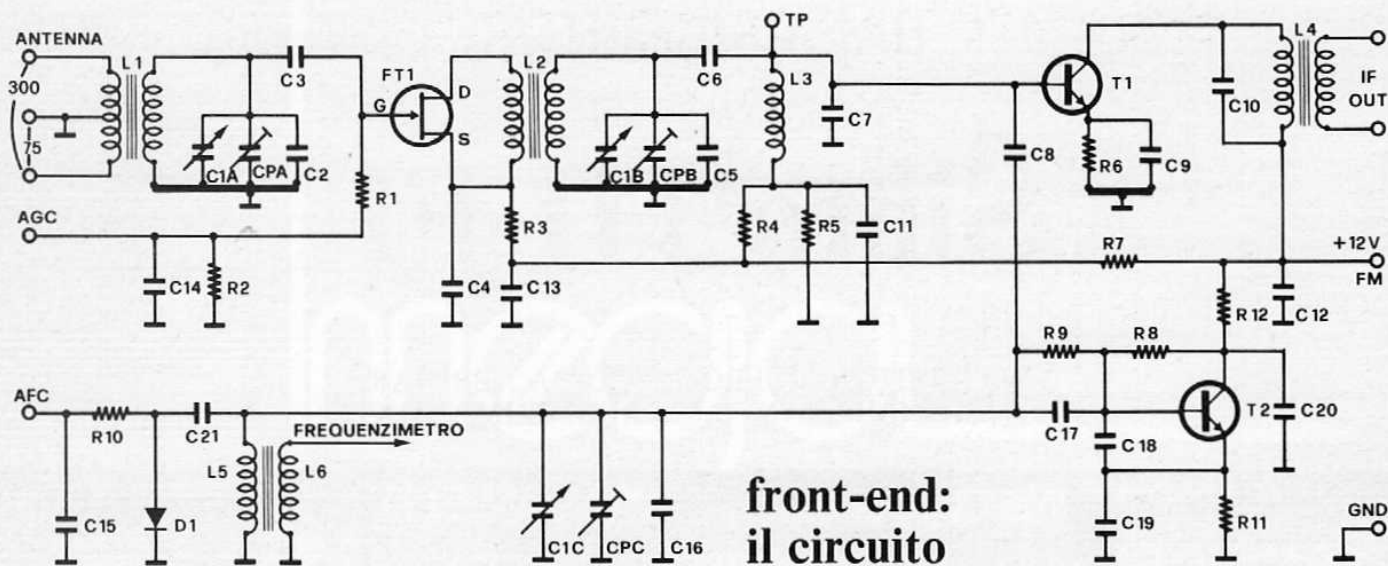 ANTENNA
300
75
AGC
L1
C3
C1A
CPA
C2
R1
C14
R2
FT1
G
D
S
L2
C6
C1B
CPB
C5
R3
C4
C13
TP
L3
C7
R4
R5
C11
C8
T1
R6
C9
C10
L4
IF
OUT
R7
+12V
FM
R12
C12
R9
R8
T2
C20
C17
C18
C19
R11
GND
AFC
R10
C21
FREQUENZIMETRO
L5
L6
C15
D1
C1C
CPC
C16
front-end:
il circuito